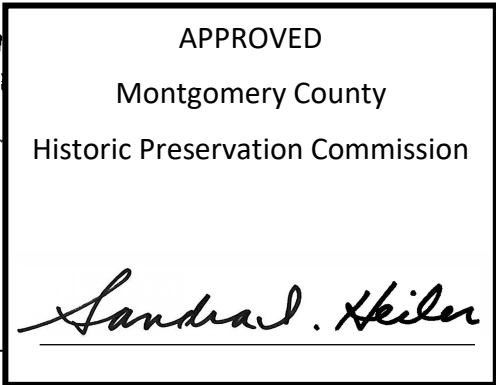 APPROVED
Montgomery County
Historic Preservation Commission
Sandra I. Heiler